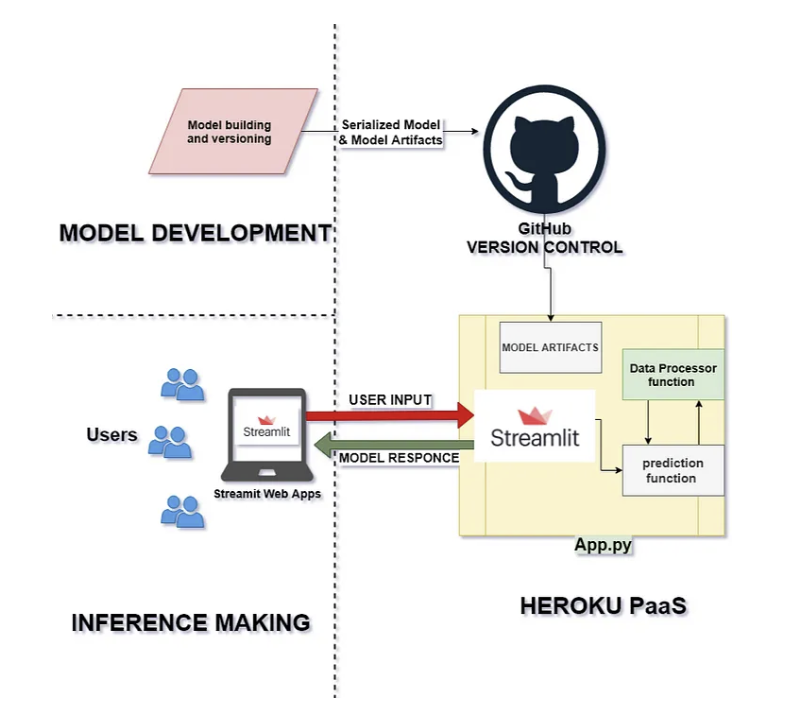 Model building
and versioning
Serialized Model
& Model Artifacts
MODEL DEVELOPMENT
GitHub
VERSION CONTROL
MODEL ARTIFACTS
Data Processor
function
USER INPUT
Streamlit
Streamlit
Users
MODEL RESPONCE
prediction
function
Streamit Web Apps
App.py
HEROKU PaaS
INFERENCE MAKING